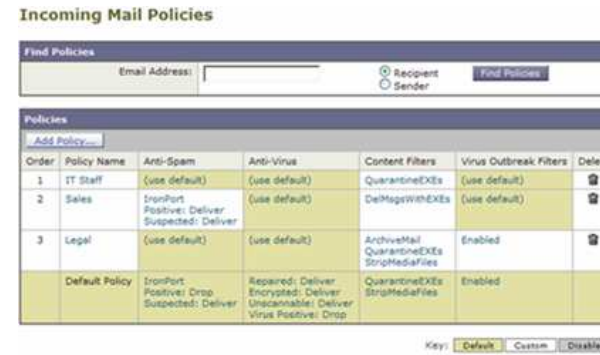 Incoming Mail Policies
Find Policies
Email Address: Recipient Find Policies
Sender
Policies
Add Policy...
Order Policy Name Anti-Spam Anti-Virus Content Filters Virus Outbreak Filters Dele
1 IT Staff (use default) (use default) QuarantineEXEs (use default)
2 Sales IronPort (use default) DelMsgsWithEXEs (use default)
Positive: Deliver
Suspected: Deliver
3 Legal (use default) (use default) ArchiveMail Enabled
QuarantineEXEs
StripMediaFiles
Default Policy IronPort Repaired: Deliver QuarantineEXEs Enabled
Positive: Drop Encrypted: Deliver StripMediaFiles
Suspected: Deliver Unscannable: Deliver
Virus Positive: Drop
Key: Default Custom Disable